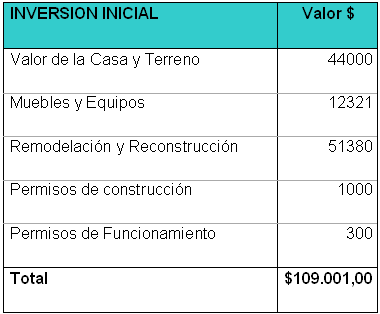 INVERSION INICIAL Valor $
Valor de la Casa y Terreno 44000
Muebles y Equipos 12321
Remodelación y Reconstrucción 51380
Permisos de construcción 1000
Permisos de Funcionamiento 300
Total $109.001,00